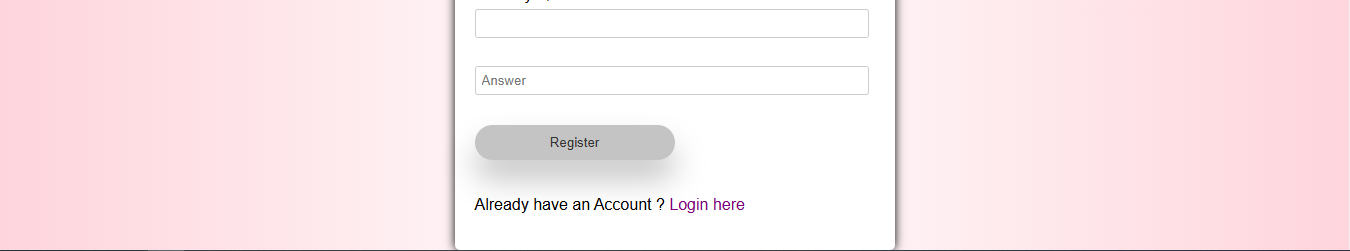 Answer
Register
Already have an Account ? Login here